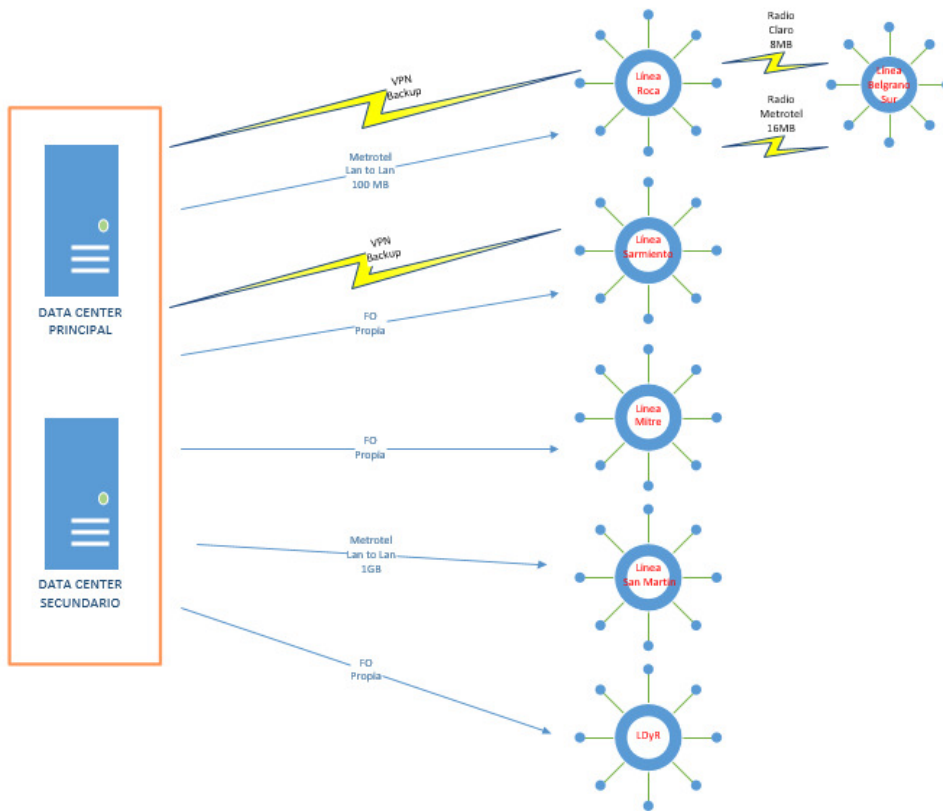 VPN
Backup
Metrotel
Lan to Lan
100 MB
Línea
Roca
Radio
Claro
8MB
Radio
Metrotel
16MB
Línea
Belgrano
Sur
DATA CENTER
PRINCIPAL
VPN
Backup
FO
Propia
Línea
Sarmiento
FO
Propia
Línea
Mitre
DATA CENTER
SECUNDARIO
Metrotel
Lan to Lan
1GB
Línea
San Martín
FO
Propia
LDyR